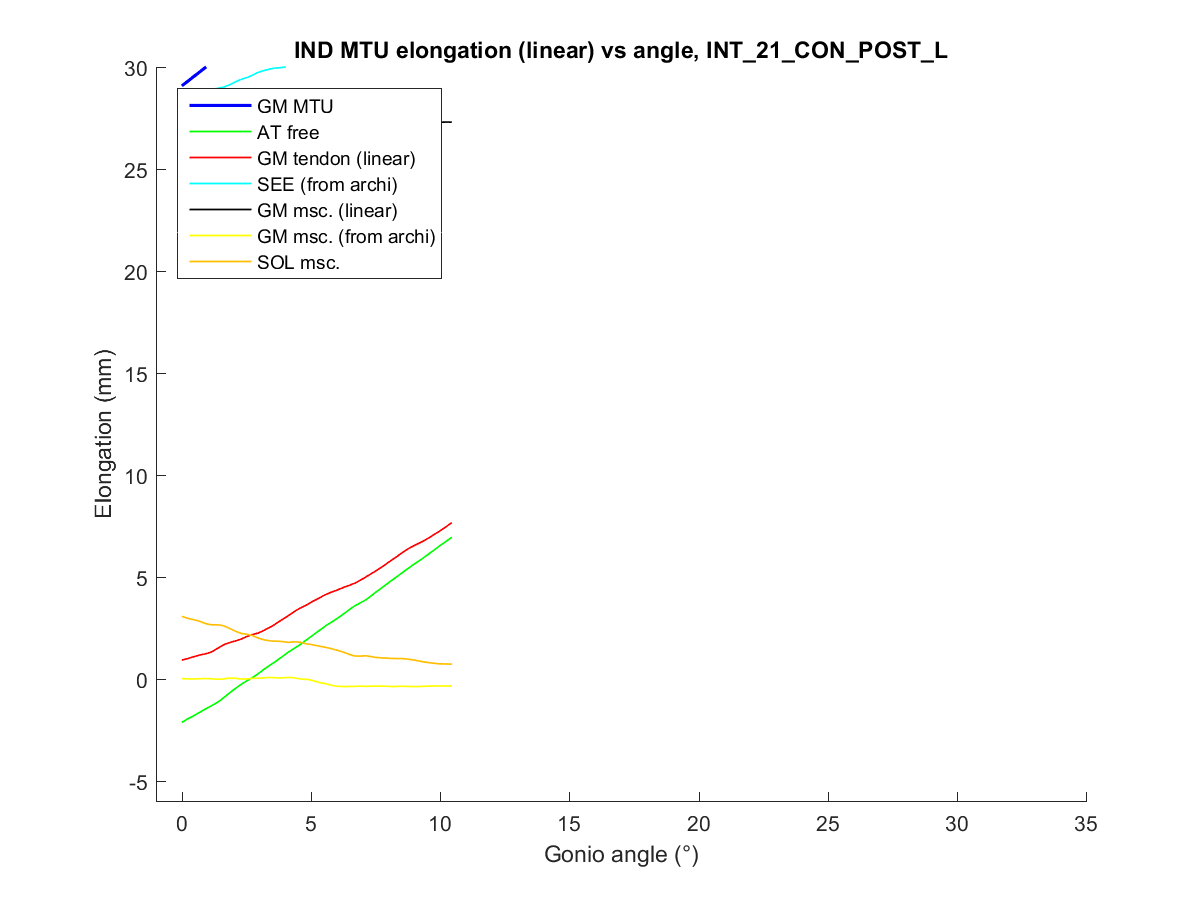 IND MTU elongation (linear) vs angle, INT_21_CON_POST_L
30
25
20
15
10
5
0
-5
Elongation (mm)
GM MTU
AT free
GM tendon (linear)
SEE (from archi)
GM msc. (linear)
GM msc. (from archi)
SOL msc.
0 5 10 15 20 25 30 35
Gonio angle (°)